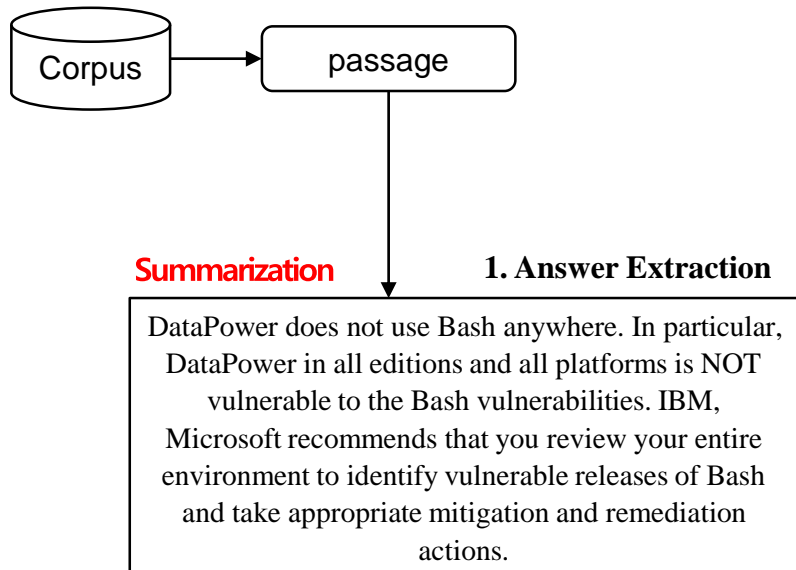 Corpus
passage
Summarization
1. Answer Extraction
DataPower does not use Bash anywhere. In particular,
DataPower in all editions and all platforms is NOT
vulnerable to the Bash vulnerabilities. IBM,
Microsoft recommends that you review your entire
environment to identify vulnerable releases of Bash
and take appropriate mitigation and remediation
actions.